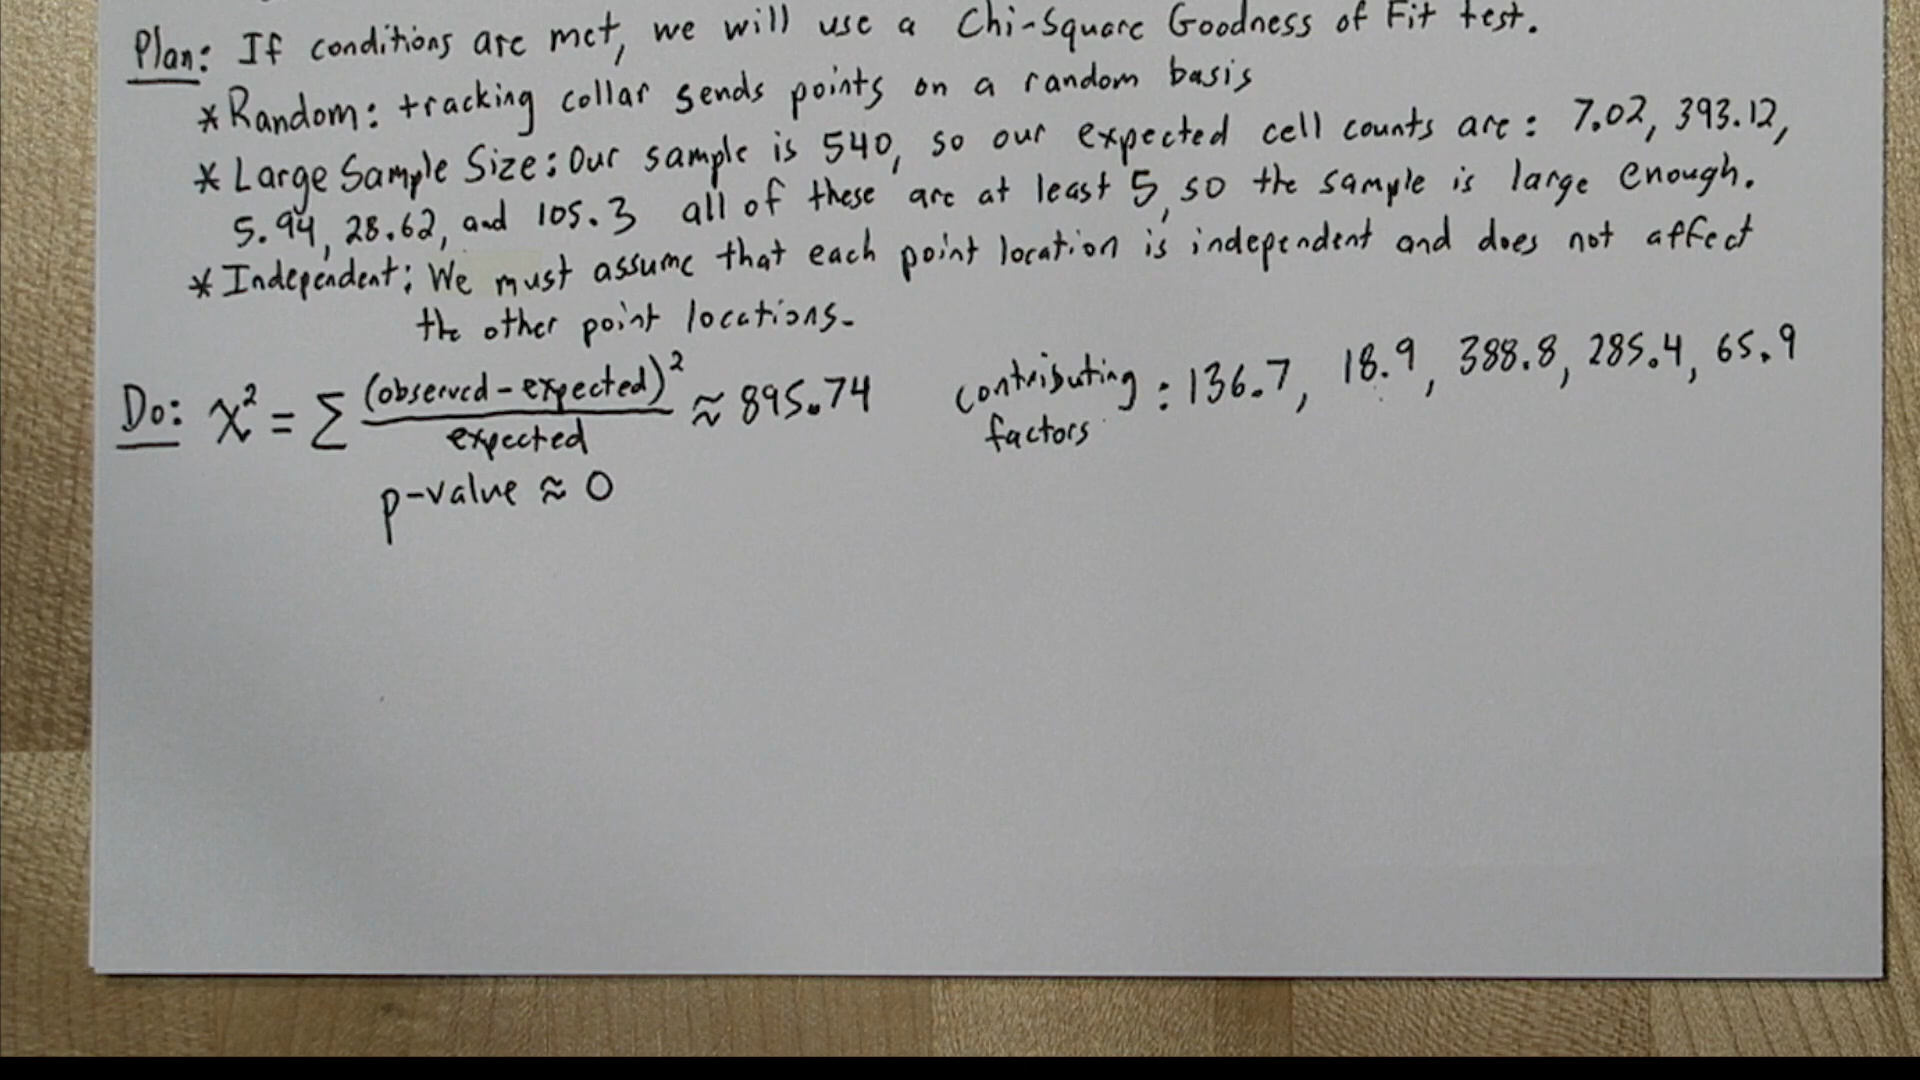 Plan: If conditions are met, we will use a Chi-Square Goodness of Fit test.
* Random: tracking collar sends points on a random basis
* Large Sample Size: Our sample is 540, so our expected cell counts are: 7.02, 393.12,
5.94, 28.62, and 105.3 all of these are at least 5, so the sample is large enough.
* Independent: We must assume that each point location is independent and does not affect
the other point locations.
Do: χ² = Σ (observed - expected)² / expected ≈ 895.74
contributing factors: 136.7, 18.9, 388.8, 285.4, 65.9
p-value ≈ 0